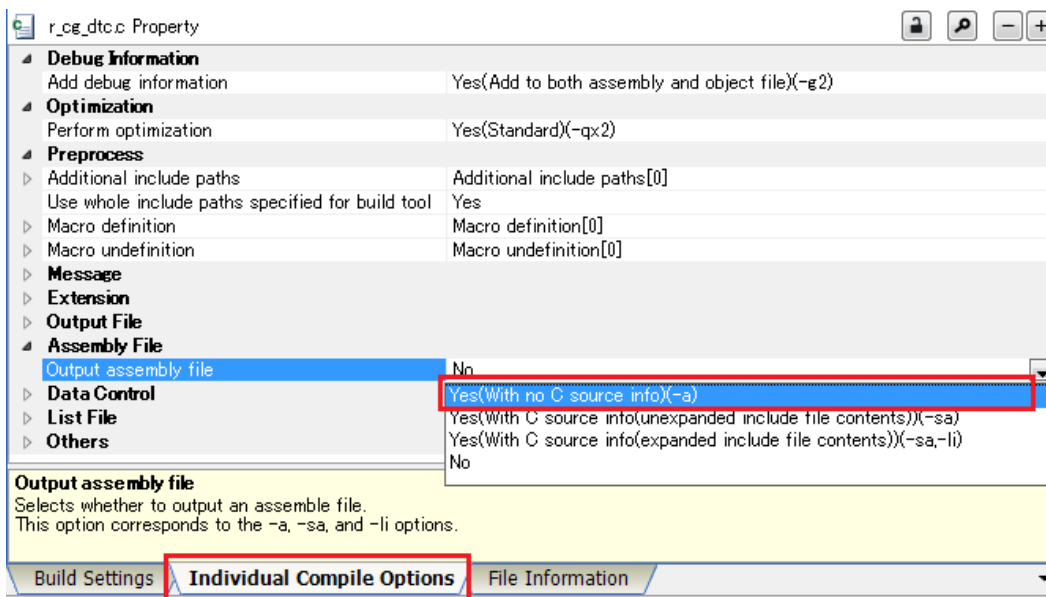 r_cg_dtc.c Property
Debug Information
Add debug information Yes(Add to both assembly and object file)(-g2)
Optimization
Perform optimization Yes(Standard)(-qx2)
Preprocess
Additional include paths Additional include paths[0]
Use whole include paths specified for build tool Yes
Macro definition Macro definition[0]
Macro undefinition Macro undefinition[0]
Message
Extension
Output File
Assembly File
Output assembly file No
Data Control Yes(With no C source info)(-a)
List File Yes(With C source info(unexpanded include file contents))(-sa)
Others Yes(With C source info(expanded include file contents))(-sa,-li)
No
Output assembly file
Selects whether to output an assemble file.
This option corresponds to the -a, -sa, and -li options.
Build Settings Individual Compile Options File Information